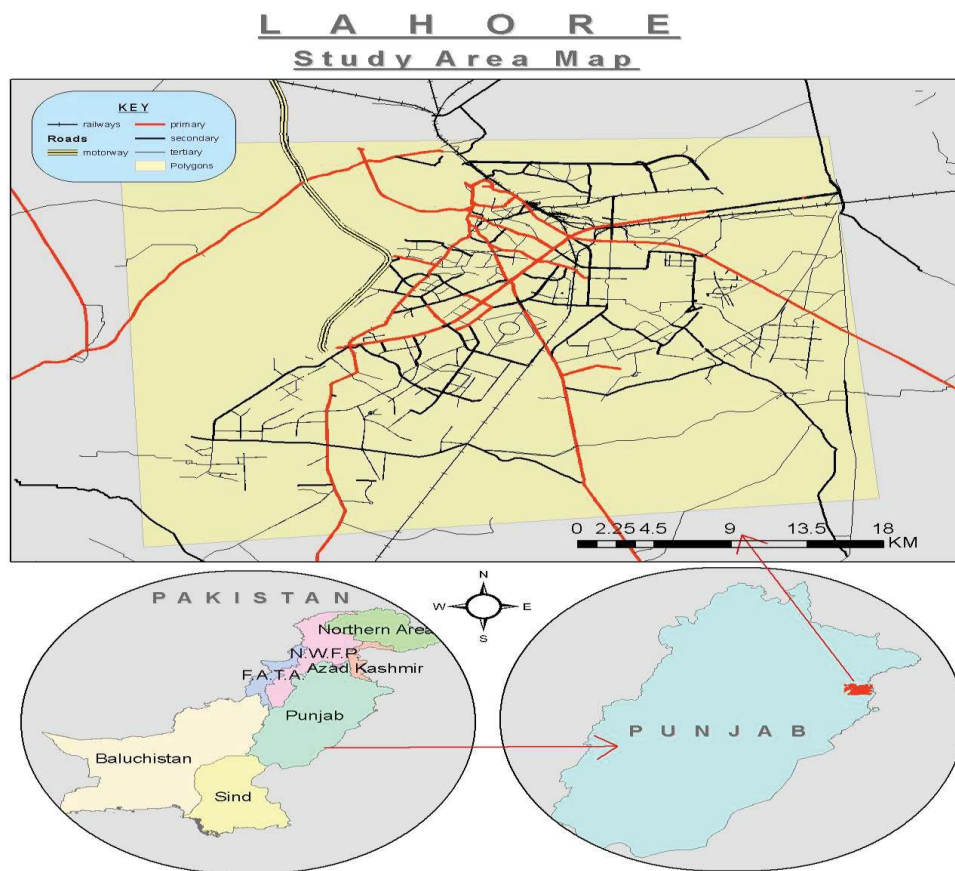 LAHORE
Study Area Map
KEY
railways
primary
Roads
secondary
motorway
tertiary
Polygons
0 2.25 4.5 9 13.5 18
KM
PAKISTAN
N
W E
S
Northern Area
N.W.F.P.
Azad Kashmir
F.A.T.A.
Punjab
Baluchistan
Sind
PUNJAB